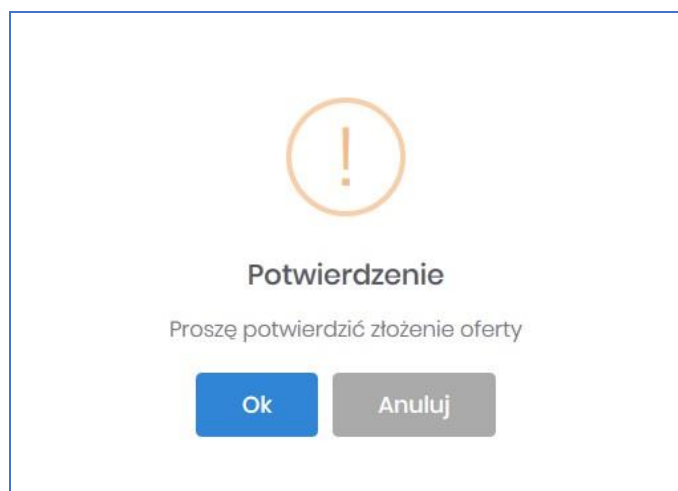 !
Potwierdzenie
Proszę potwierdzić złożenie oferty
Ok
Anuluj